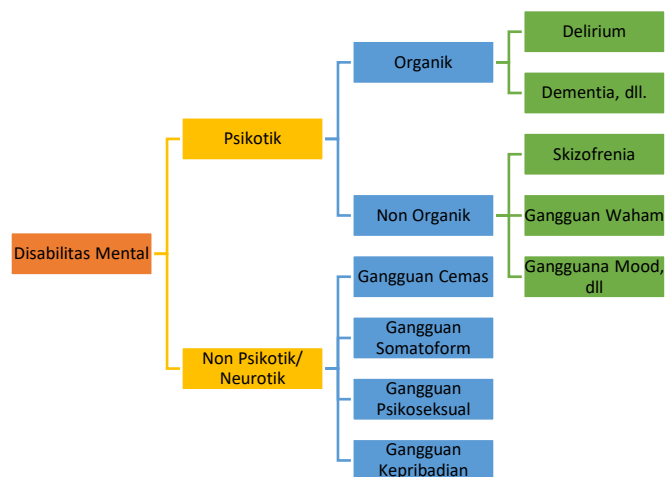 Disabilitas Mental
Psikotik
Organik
Delirium
Dementia, dll.
Non Organik
Skizofrenia
Gangguan Waham
Gangguana Mood,
dll
Non Psikotik/
Neurotik
Gangguan Cemas
Gangguan
Somatoform
Gangguan
Psikoseksual
Gangguan
Kepribadian